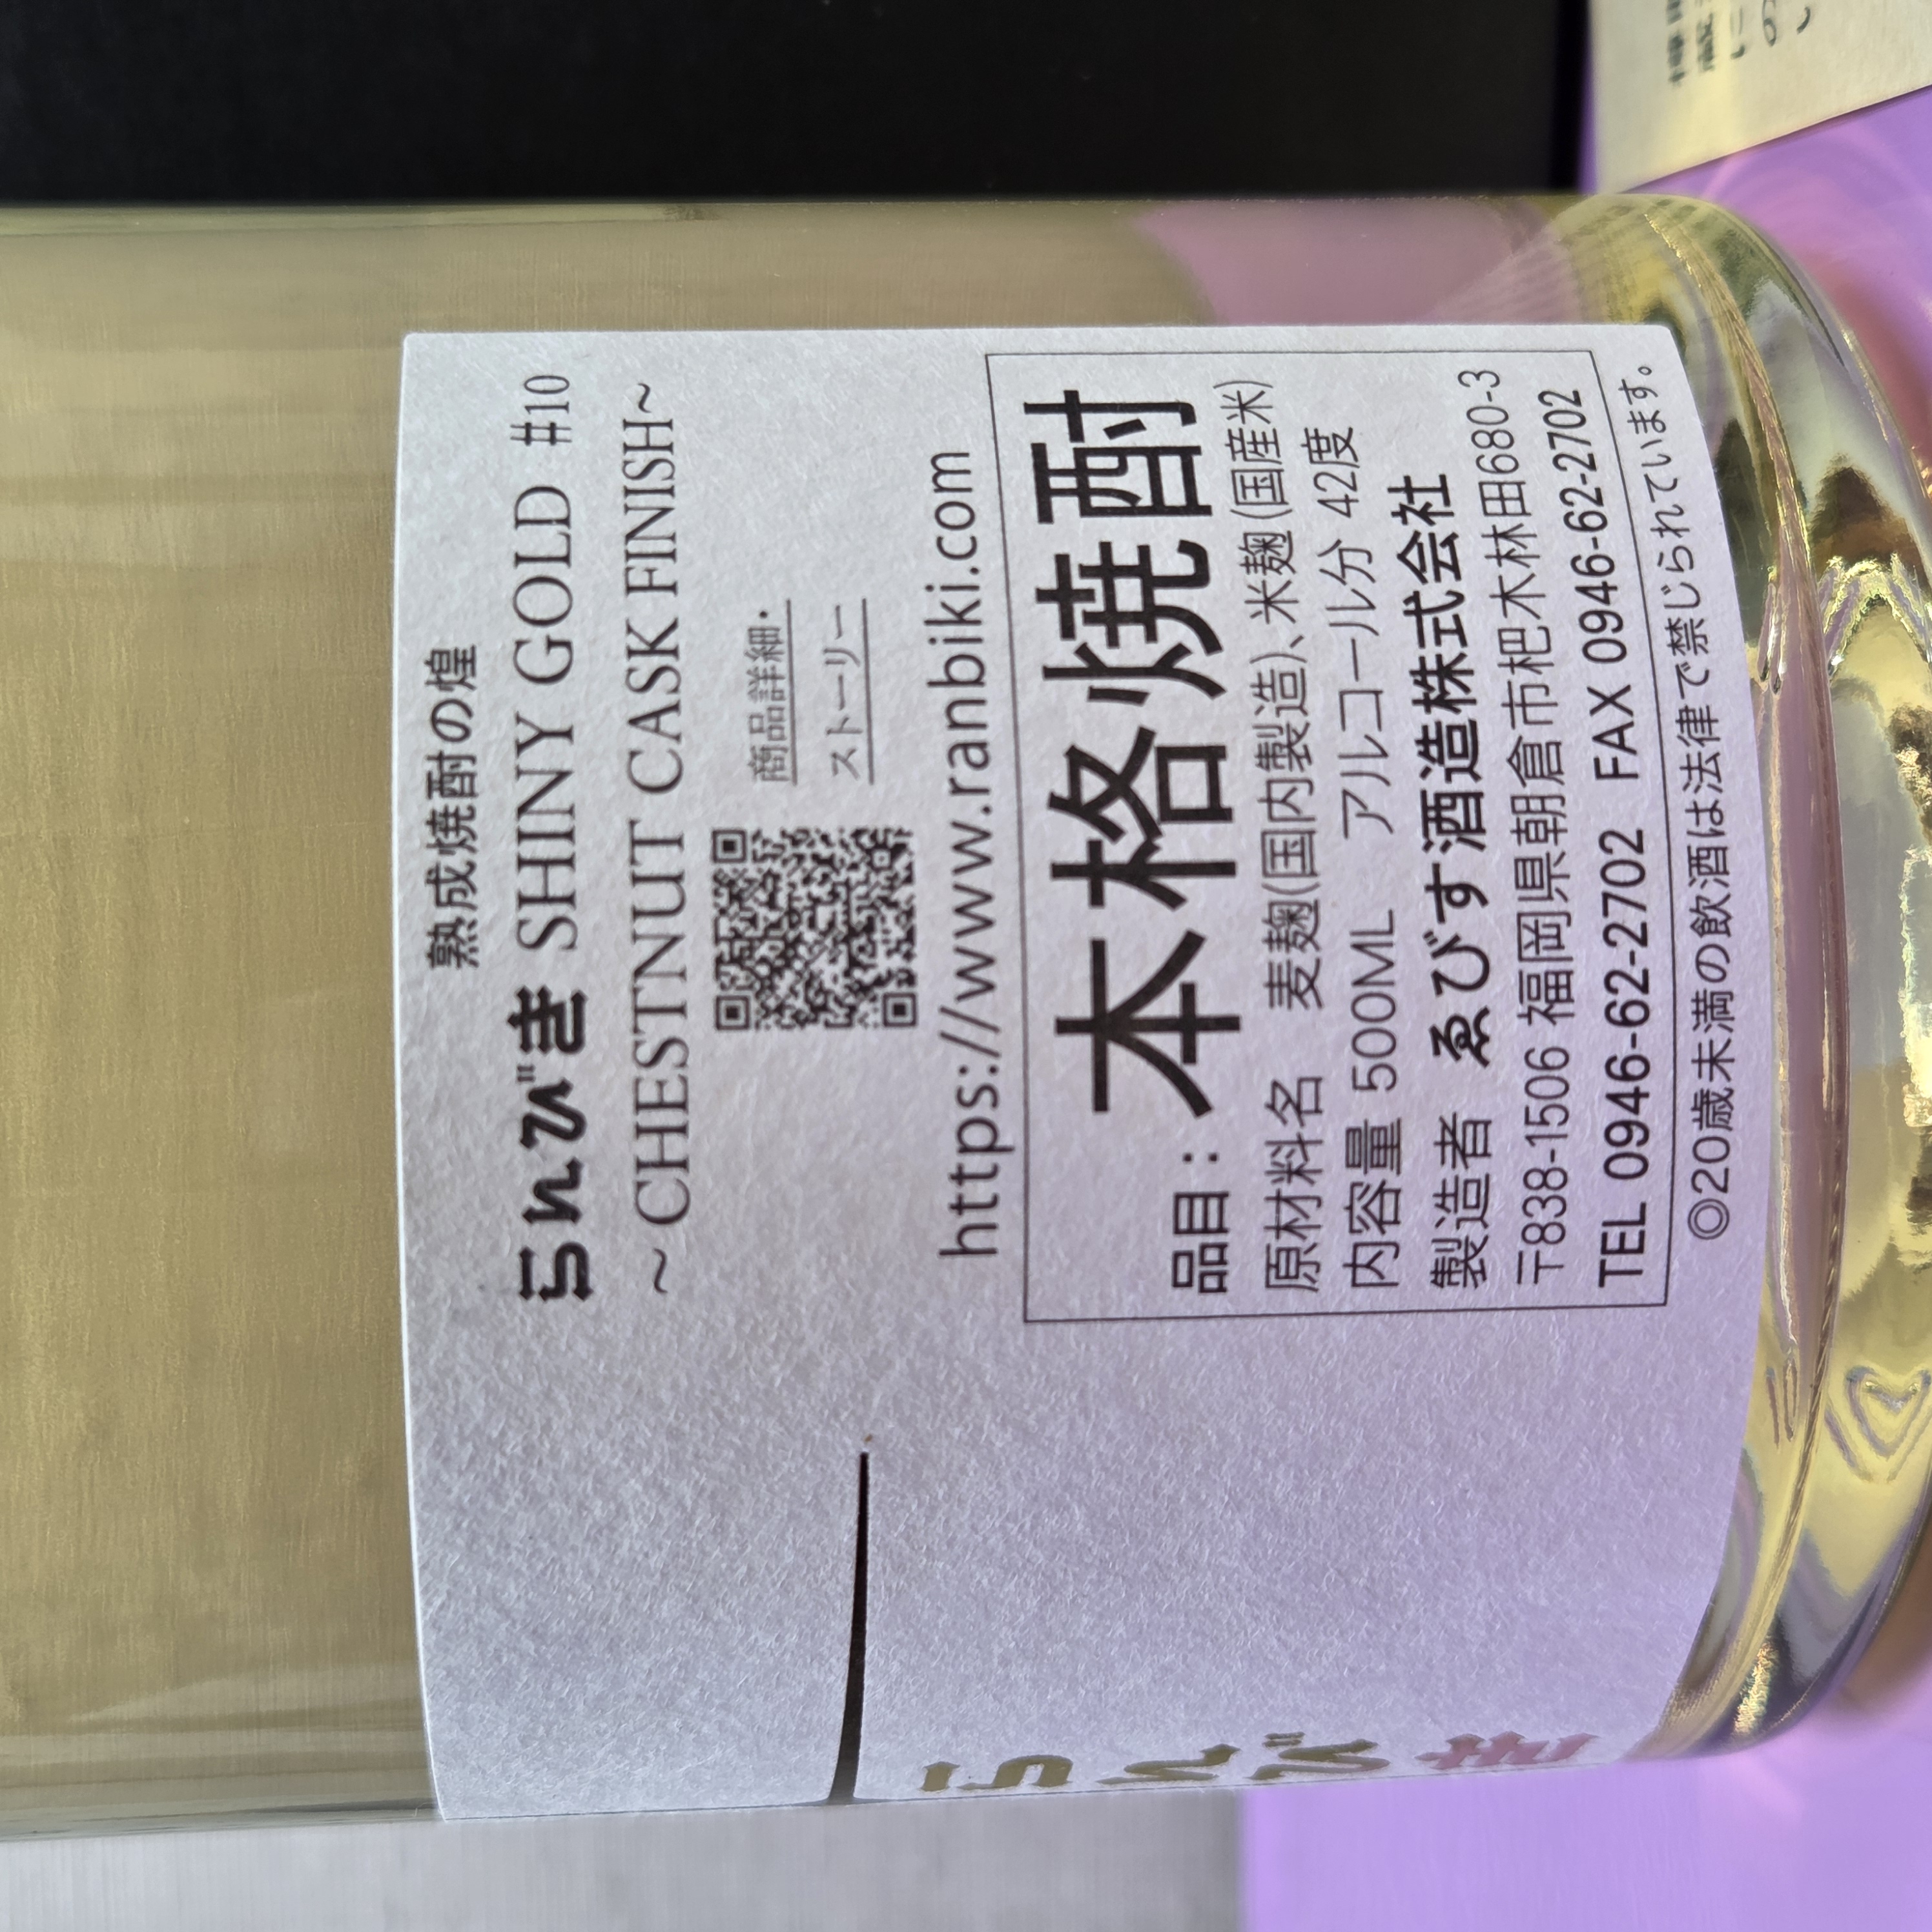 熟成焼酎の煌
らんびき SHINY GOLD #10
~CHESTNUT CASK FINISH~
商品詳細・
ストーリー
https://www.ranbiki.com
品目：本格焼酎
原材料名 麦麹(国内製造)、米麹(国産米)
内容量 500ML アルコール分 42度
製造者 ゑびす酒造株式会社
〒838-1506 福岡県朝倉市杷木林田680-3
TEL 0946-62-2702 FAX 0946-62-2702
◎20歳未満の飲酒は法律で禁じられています。
らんびき